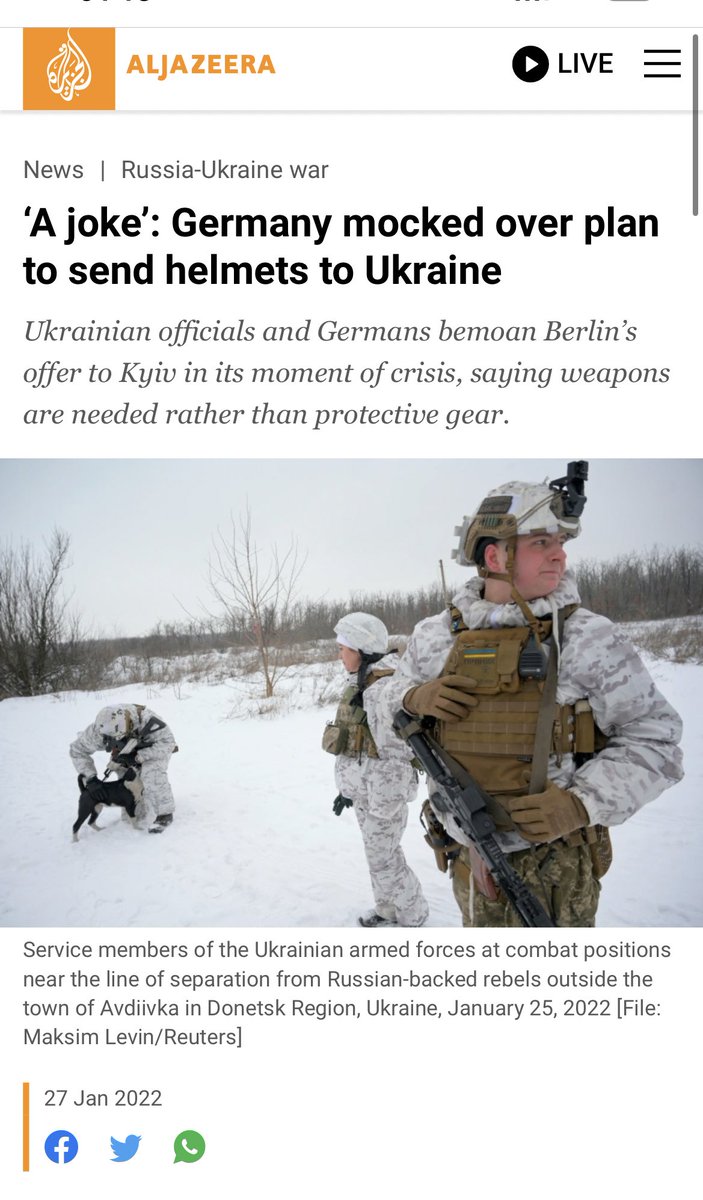 ALJAZEERA
LIVE
News | Russia-Ukraine war
‘A joke’: Germany mocked over plan
to send helmets to Ukraine
Ukrainian officials and Germans bemoan Berlin’s
offer to Kyiv in its moment of crisis, saying weapons
are needed rather than protective gear.
Service members of the Ukrainian armed forces at combat positions
near the line of separation from Russian-backed rebels outside the
town of Avdiivka in Donetsk Region, Ukraine, January 25, 2022 [File:
Maksim Levin/Reuters]
27 Jan 2022